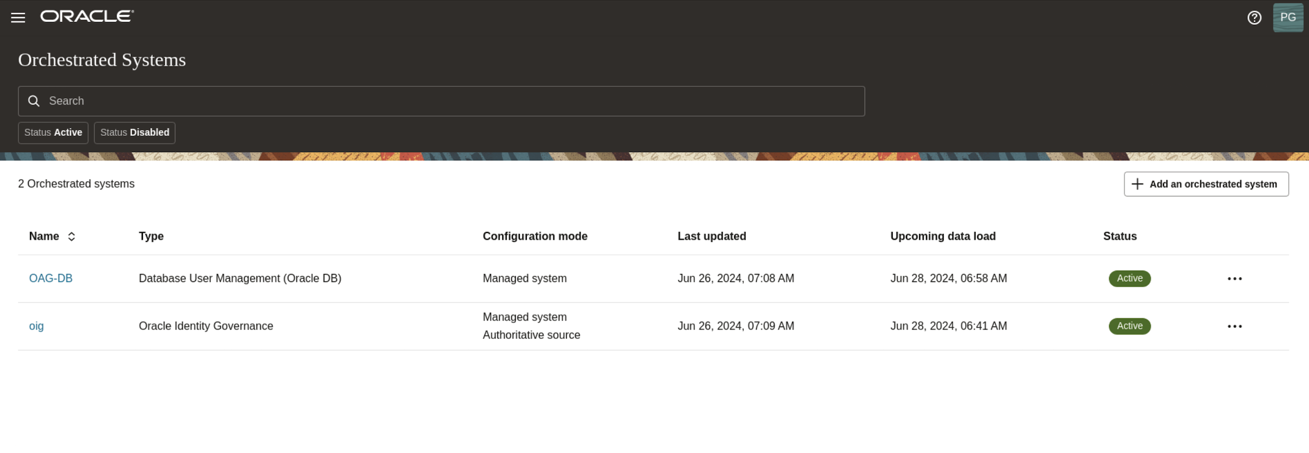 ORACLE
PG
Orchestrated Systems
Search
Status Active Status Disabled
2 Orchestrated systems
Add an orchestrated system
Name Type Configuration mode Last updated Upcoming data load Status
OAG-DB Database User Management (Oracle DB) Managed system Jun 26, 2024, 07:08 AM Jun 28, 2024, 06:58 AM Active
oig Oracle Identity Governance Managed system Jun 26, 2024, 07:09 AM Jun 28, 2024, 06:41 AM Active
Authoritative source